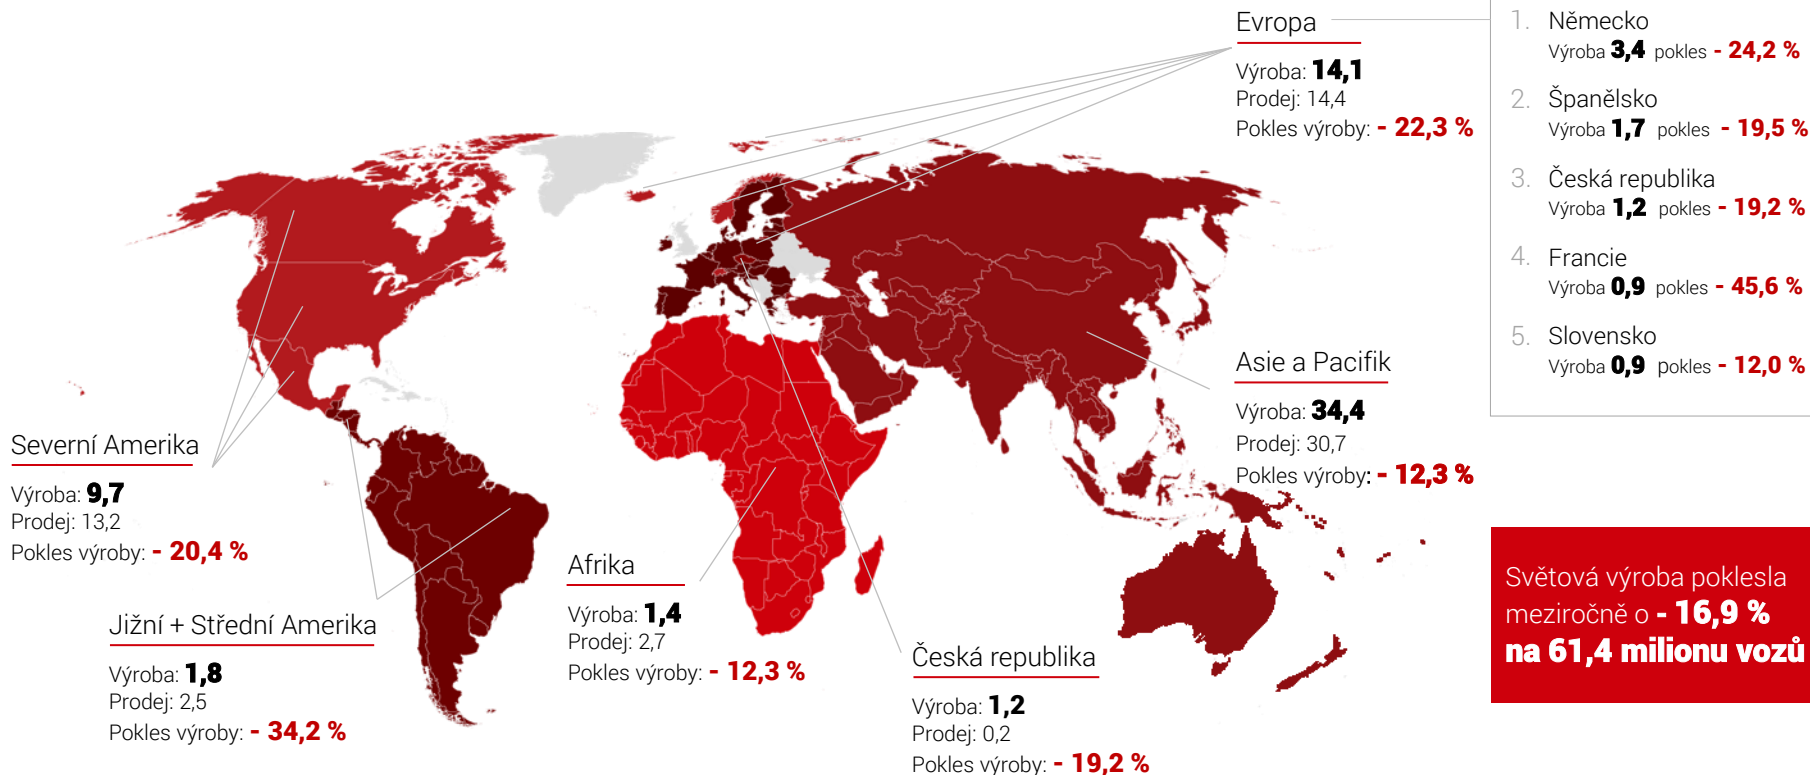 Evropa
Výroba: 14,1
Prodej: 14,4
Pokles výroby: - 22,3 %
1. Německo
Výroba 3,4 pokles - 24,2 %
2. Španělsko
Výroba 1,7 pokles - 19,5 %
3. Česká republika
Výroba 1,2 pokles - 19,2 %
4. Francie
Výroba 0,9 pokles - 45,6 %
5. Slovensko
Výroba 0,9 pokles - 12,0 %
Asie a Pacifik
Výroba: 34,4
Prodej: 30,7
Pokles výroby: - 12,3 %
Severní Amerika
Výroba: 9,7
Prodej: 13,2
Pokles výroby: - 20,4 %
Jižní + Střední Amerika
Výroba: 1,8
Prodej: 2,5
Pokles výroby: - 34,2 %
Afrika
Výroba: 1,4
Prodej: 2,7
Pokles výroby: - 12,3 %
Česká republika
Výroba: 1,2
Prodej: 0,2
Pokles výroby: - 19,2 %
Světová výroba poklesla
meziročně o - 16,9 %
na 61,4 milionu vozů